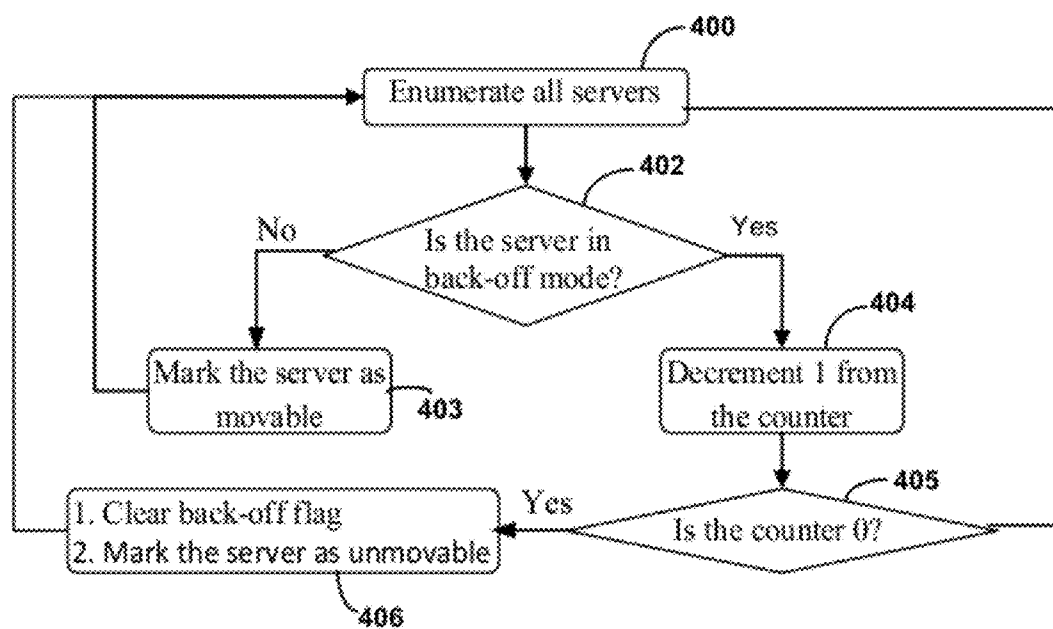 400
Enumerate all servers
402
No
Yes
Is the server in
back-off mode?
404
Mark the server as
movable
403
Decrement 1 from
the counter
405
Yes
1. Clear back-off flag
2. Mark the server as unmovable
Is the counter 0?
406